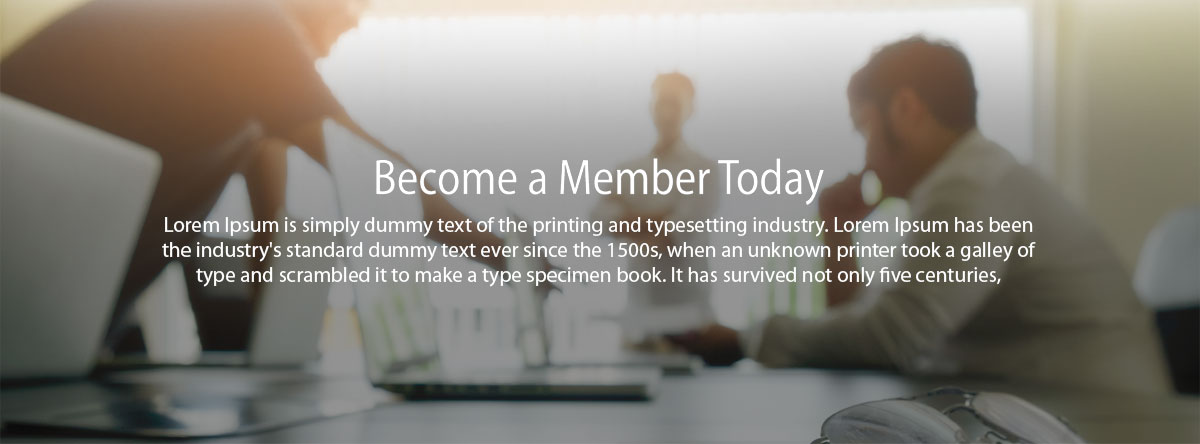 Become a Member Today
Lorem Ipsum is simply dummy text of the printing and typesetting industry. Lorem Ipsum has been
the industry's standard dummy text ever since the 1500s, when an unknown printer took a galley of
type and scrambled it to make a type specimen book. It has survived not only five centuries,